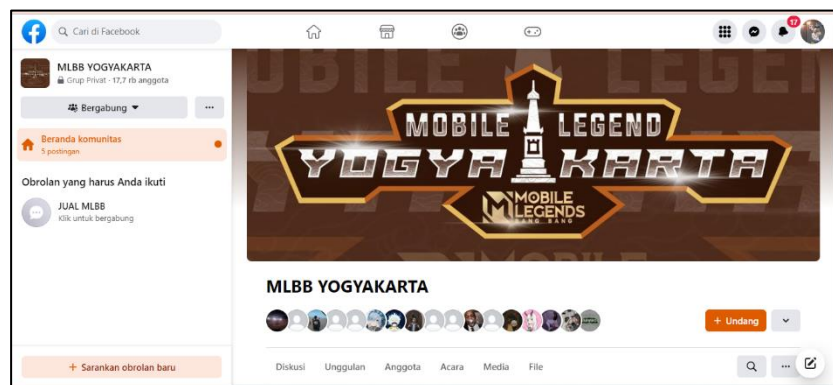 Cari di Facebook
17
MLBB YOGYAKARTA
Grup Privat · 17,7 rb anggota
Bergabung
Beranda komunitas
5 postingan
Obrolan yang harus Anda ikuti
JUAL MLBB
Klik untuk bergabung
+ Sarankan obrolan baru
MOBILE LEGEND
YOGYAKARTA
MOBILE
LEGENDS
BANG BANG
MLBB YOGYAKARTA
+ Undang
Diskusi Unggulan Anggota Acara Media File